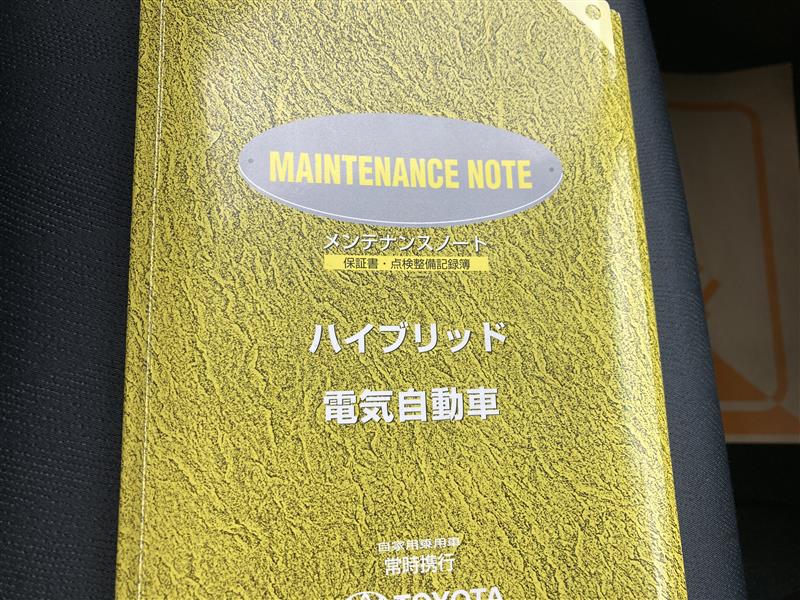 MAINTENANCE NOTE
メンテナンスノート
保証書・点検整備記録簿
ハイブリッド
電気自動車
自家用乗用車
常時携行
TOYOTA